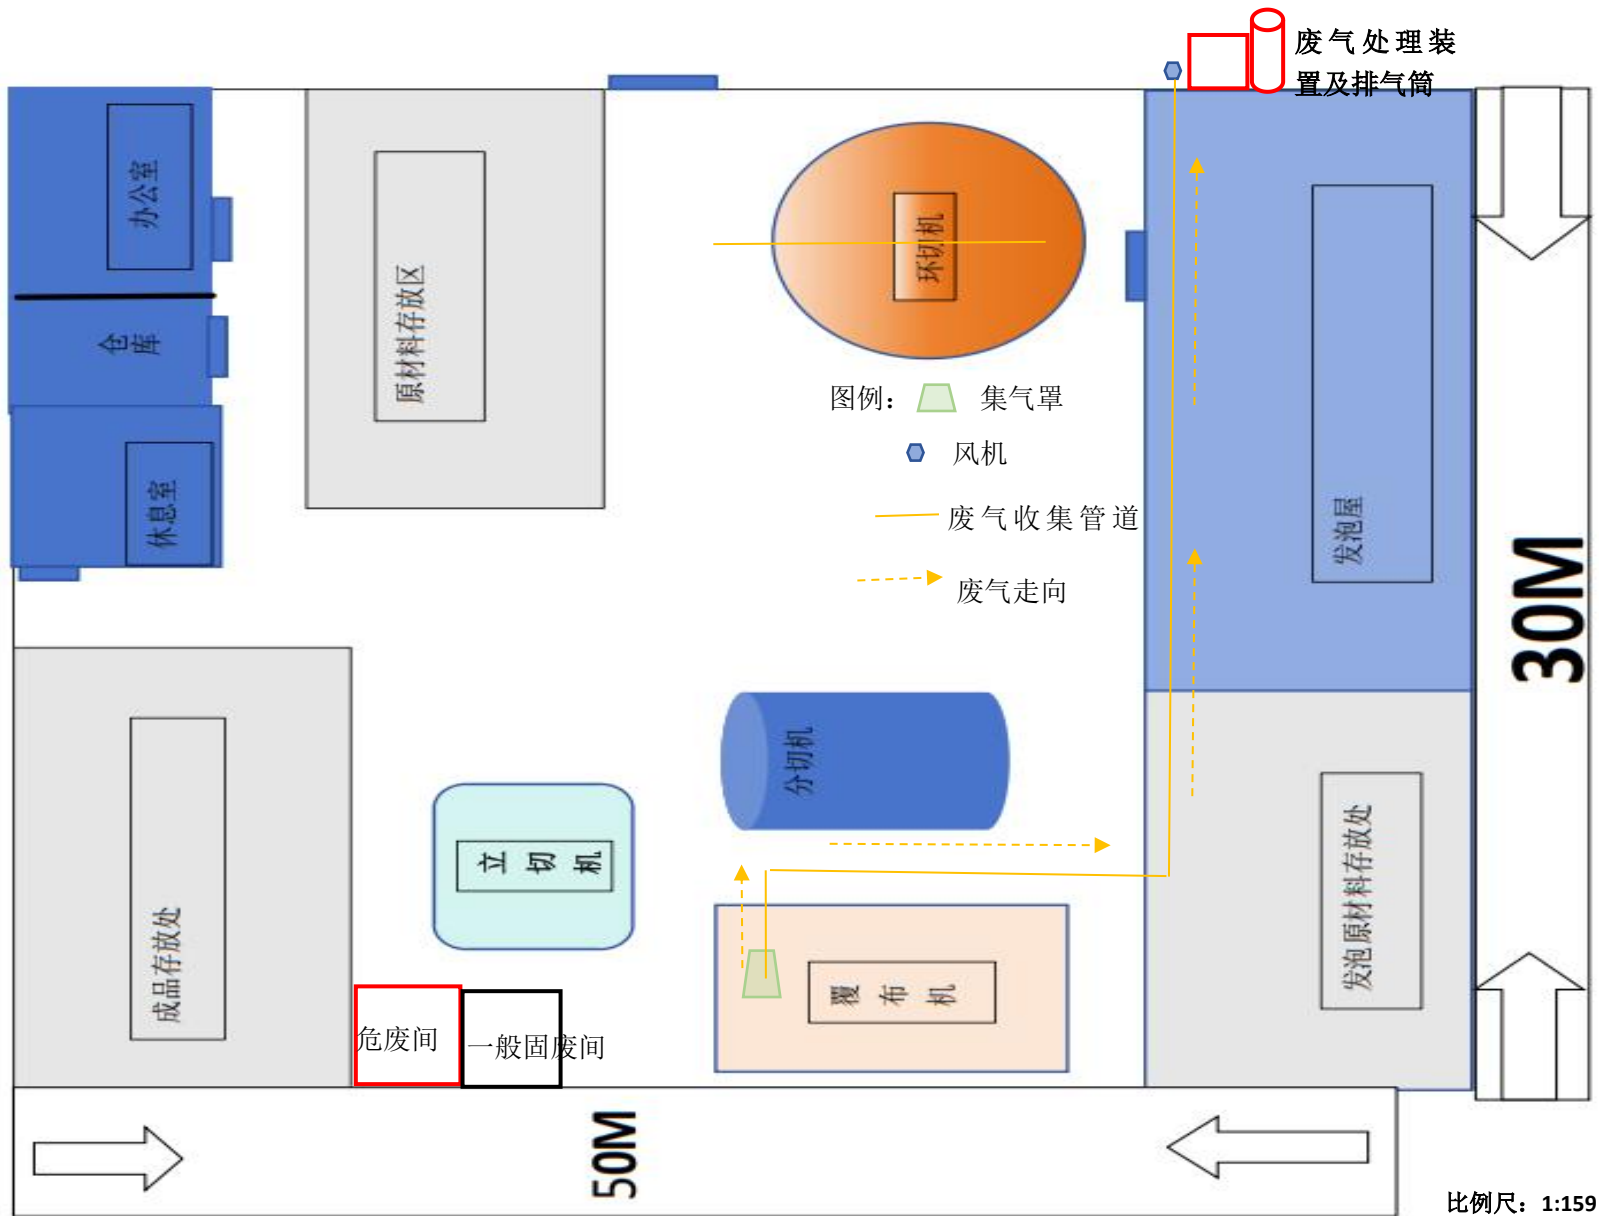 废气处理装
置及排气筒
办公室
仓库
休息室
原材料存放区
环切机
图例：
集气罩
风机
废气收集管道
废气走向
发泡屋
30M
分切机
立切机
成品存放处
发泡原材料存放处
覆布机
危废间
一般固废间
50M
比例尺：1:159